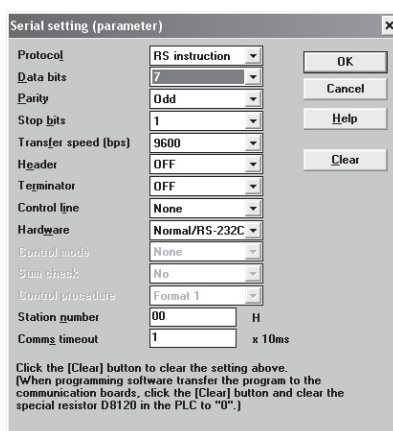 Serial setting (parameter)
Protocol RS instruction OK
Data bits 7
Parity Odd Cancel
Stop bits 1 Help
Transfer speed (bps) 9600
Header OFF Clear
Terminator OFF
Control line None
Hardware Normal/RS-232C
Control mode None
Sum check No
Control procedure Format 1
Station number 00 H
Comms timeout 1 x 10ms
Click the [Clear] button to clear the setting above.
(When programming software transfer the program to the
communication boards, click the [Clear] button and clear the
special resistor D8120 in the PLC to "0".)